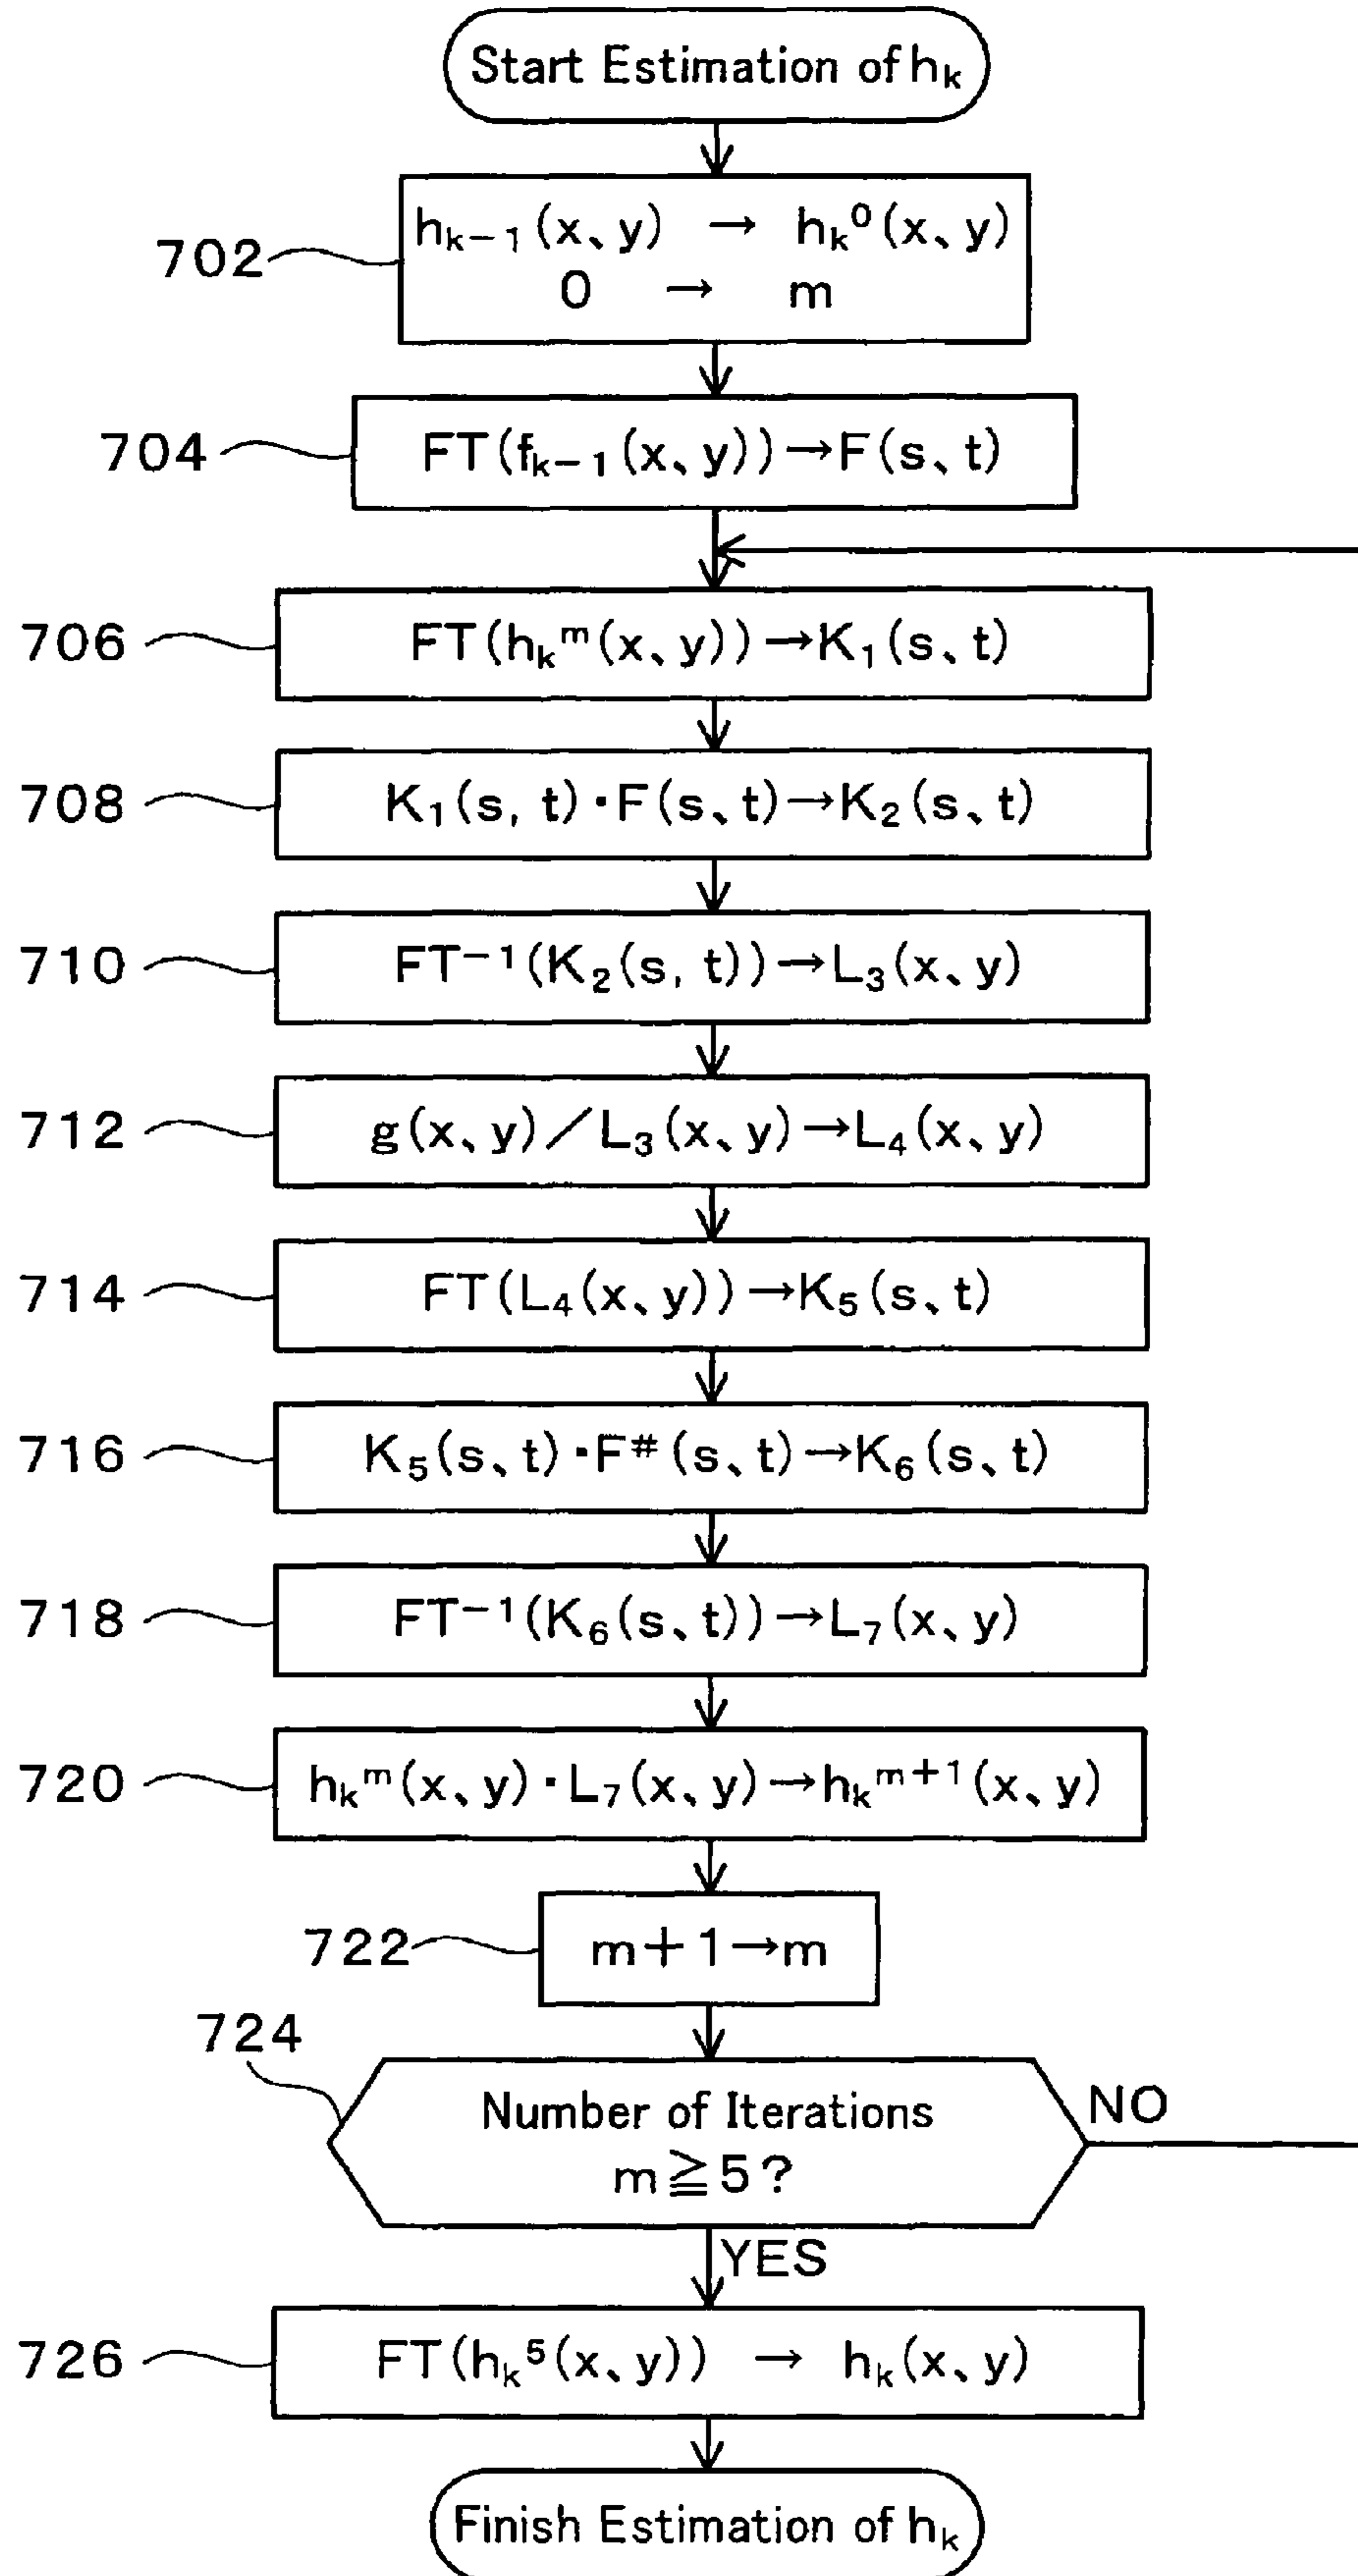 Start Estimation of hₖ
702
hₖ₋₁(x、y) → hₖ⁰(x、y)
0 → m
704
FT(fₖ₋₁(x、y))→F(s、t)
706
FT(hₖᵐ(x、y))→K₁(s、t)
708
K₁(s, t)・F(s、t)→K₂(s、t)
710
FT⁻¹(K₂(s, t))→L₃(x、y)
712
g(x、y)／L₃(x、y)→L₄(x、y)
714
FT(L₄(x、y))→K₅(s、t)
716
K₅(s、t)・F#(s、t)→K₆(s、t)
718
FT⁻¹(K₆(s、t))→L₇(x、y)
720
hₖᵐ(x、y)・L₇(x、y)→hₖᵐ⁺¹(x、y)
722
m+1→m
724
Number of Iterations
m≧5?
NO
YES
726
FT(hₖ⁵(x、y)) → hₖ(x、y)
Finish Estimation of hₖ